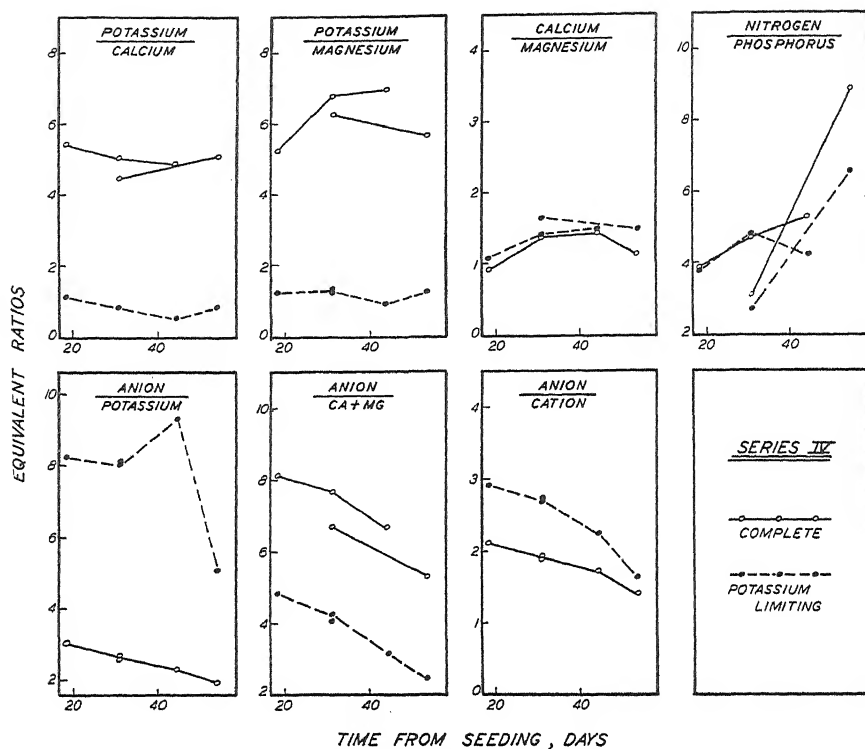 POTASSIUM
CALCIUM
POTASSIUM
MAGNESIUM
CALCIUM
MAGNESIUM
NITROGEN
PHOSPHORUS
8
6
4
2
0
20 40
8
6
4
2
0
20 40
4
3
2
1
0
20 40
10
8
6
4
2
20 40
EQUIVALENT RATIOS
ANION
POTASSIUM
ANION
CA+MG
ANION
CATION
10
8
6
4
2
20 40
10
8
6
4
2
20 40
4
3
2
1
0
20 40
SERIES IV
COMPLETE
POTASSIUM
LIMITING
TIME FROM SEEDING, DAYS